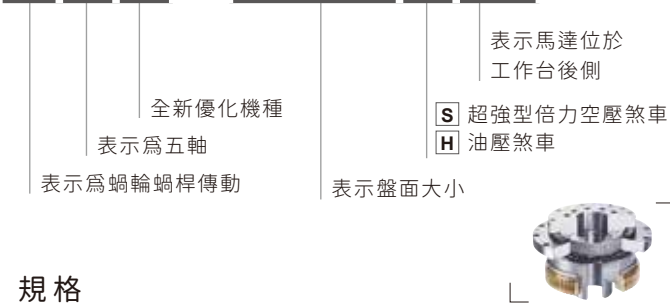 表示馬達位於
工作台後側
全新優化機種
S 超強型倍力空壓煞車
表示爲五軸
H 油壓煞車
表示爲蝸輪蝸桿傳動
表示盤面大小
規格